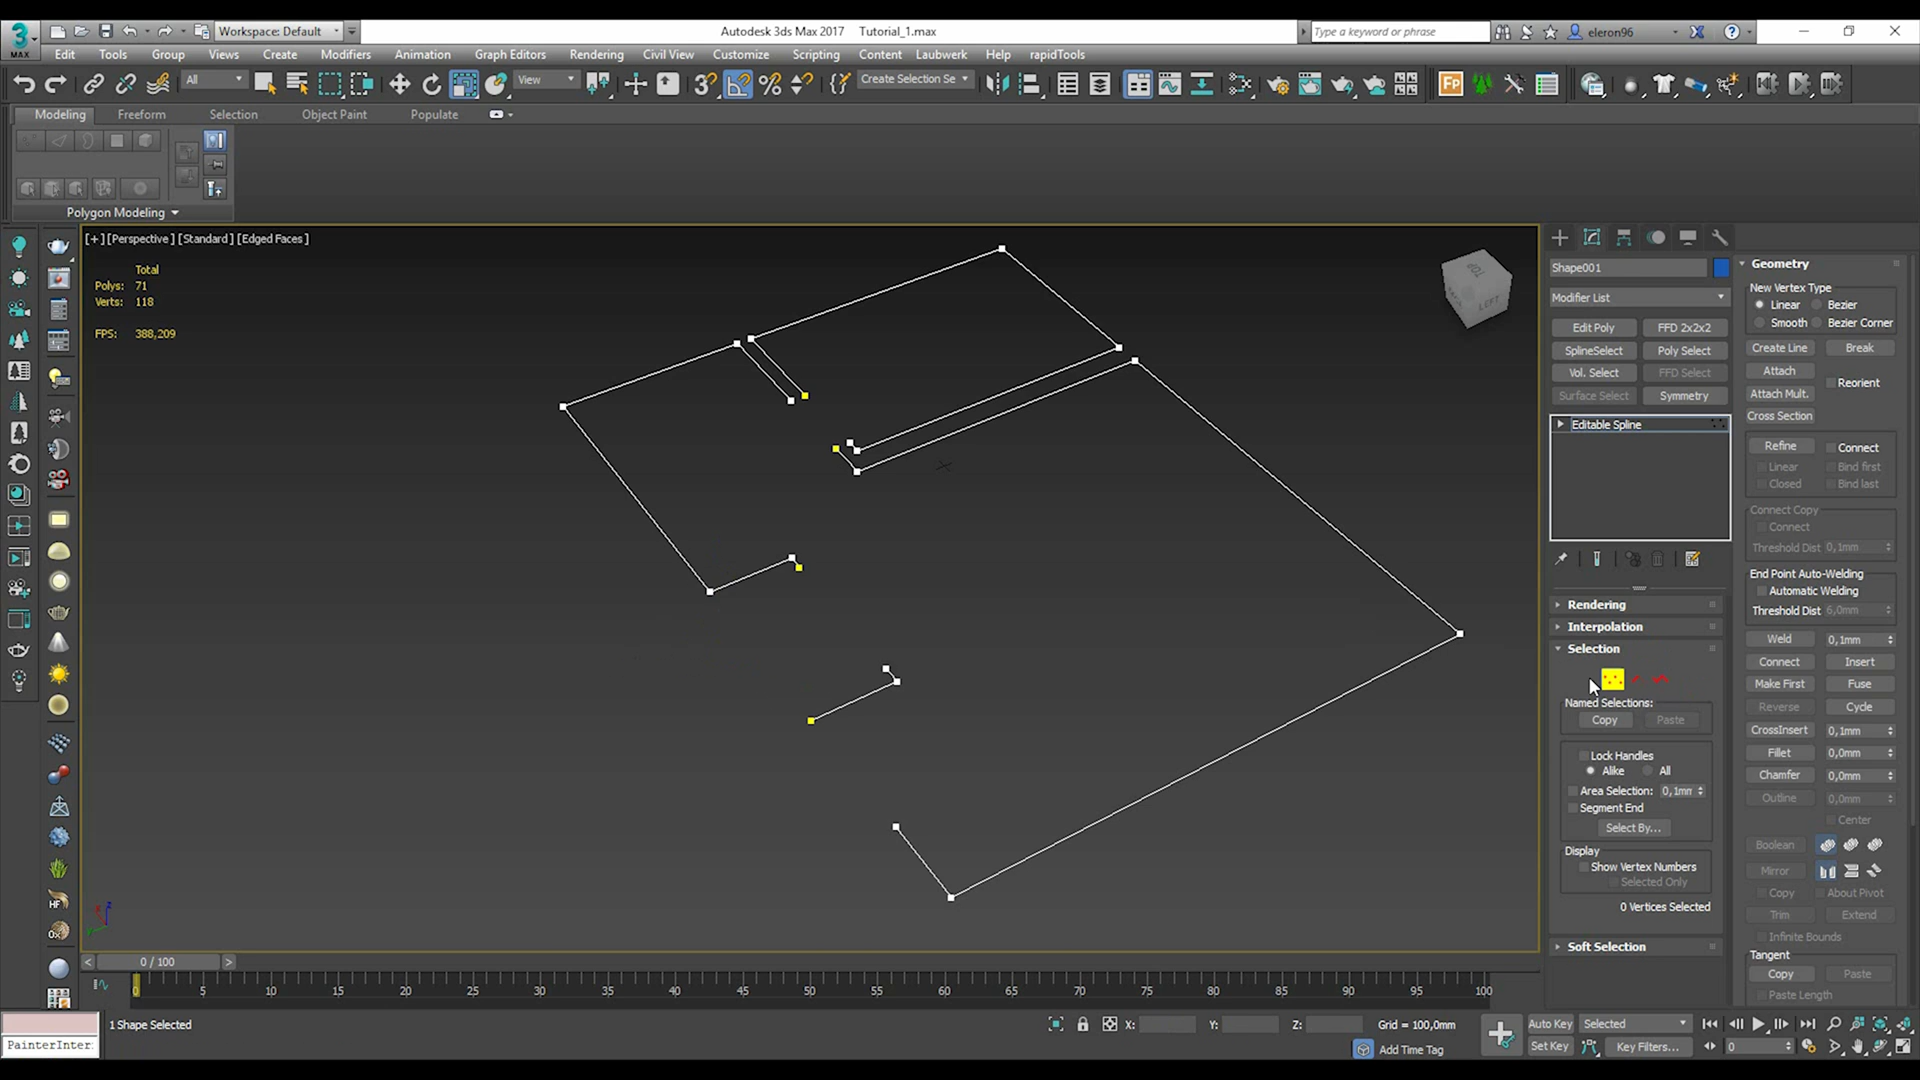 3
MAX
Workspace: Default
Autodesk 3ds Max 2017    Tutorial_1.max
Type a keyword or phrase
eleron96
Edit Tools Group Views Create Modifiers Animation Graph Editors Rendering Civil View Customize Scripting Content Laubwerk Help rapidTools
All
View
Create Selection Se
Fp
Modeling Freeform Selection Object Paint Populate
Polygon Modeling
[+] [Perspective] [Standard] [Edged Faces]
Total
Polys: 71
Verts: 118
FPS: 388,209
TOP
LEFT
Shape001
Modifier List
Edit Poly FFD 2x2x2
SplineSelect Poly Select
Vol. Select FFD Select
Surface Select Symmetry
Editable Spline
Rendering
Interpolation
Selection
Named Selections:
Copy Paste
Lock Handles
Alike All
Area Selection: 0,1mm
Segment End
Select By...
Display
Show Vertex Numbers
Selected Only
0 Vertices Selected
Soft Selection
Geometry
New Vertex Type
Linear Bezier
Smooth Bezier Corner
Create Line Break
Attach Reorient
Attach Mult.
Cross Section
Refine Connect
Linear Bind first
Closed Bind last
Connect Copy
Connect
Threshold Dist 0,1mm
End Point Auto-Welding
Automatic Welding
Threshold Dist 6,0mm
Weld 0,1mm
Connect Insert
Make First Fuse
Reverse Cycle
CrossInsert 0,1mm
Fillet 0,0mm
Chamfer 0,0mm
Outline 0,0mm
Center
Boolean
Mirror
Copy About Pivot
Trim Extend
Infinite Bounds
Tangent
Copy Paste
Paste Length
HF
0 / 100
0 5 10 15 20 25 30 35 40 45 50 55 60 65 70 75 80 85 90 95 100
1 Shape Selected
PainterInter:
X: Y: Z: Grid = 100,0mm
Add Time Tag
Auto Key Selected
Set Key Key Filters...
0